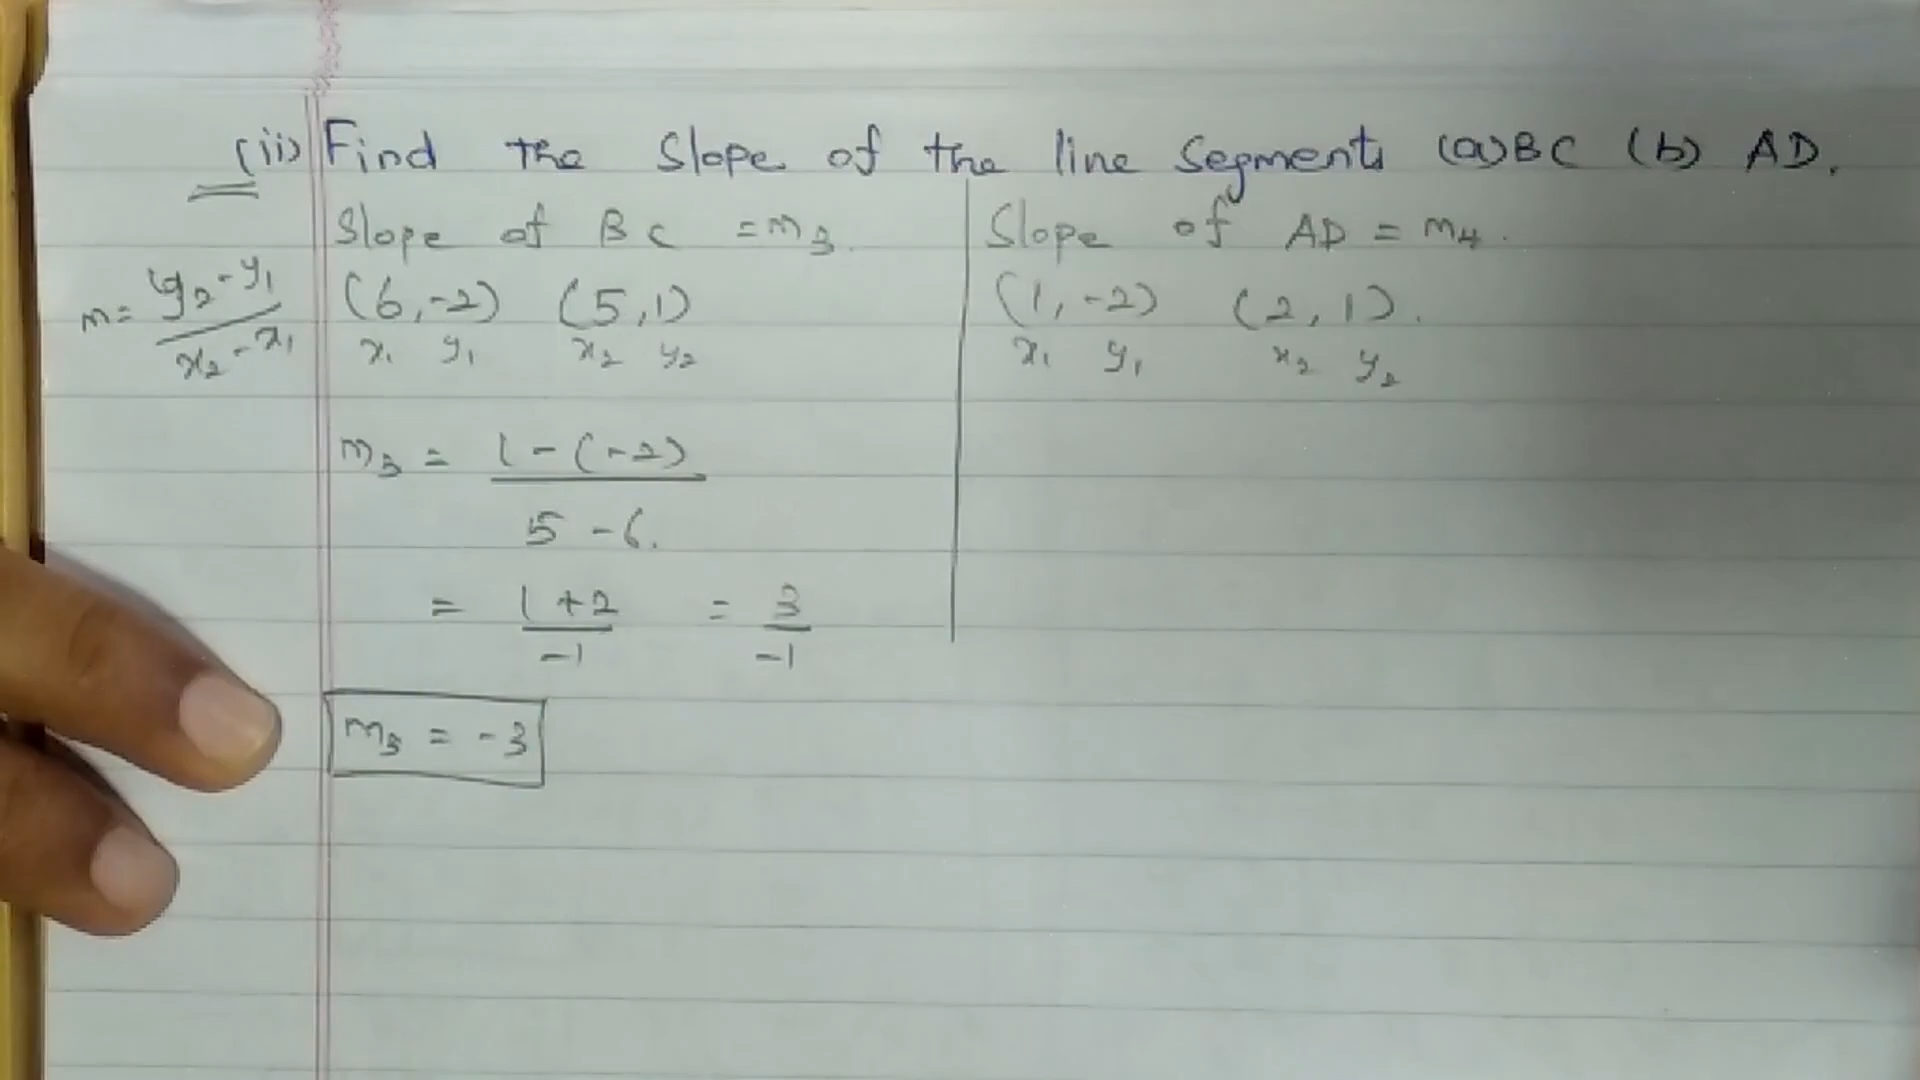 (ii) Find the Slope of the line Segments (a) BC (b) AD.
Slope of BC = m₃.
m = y₂-y₁ / x₂-x₁
(6,-2) (5,1)
x₁ y₁ x₂ y₂
m₃ = 1-(-2) / 5-6.
= 1+2 / -1 = 3 / -1
m₃ = -3
Slope of AD = m₄.
(1,-2) (2,1).
x₁ y₁ x₂ y₂